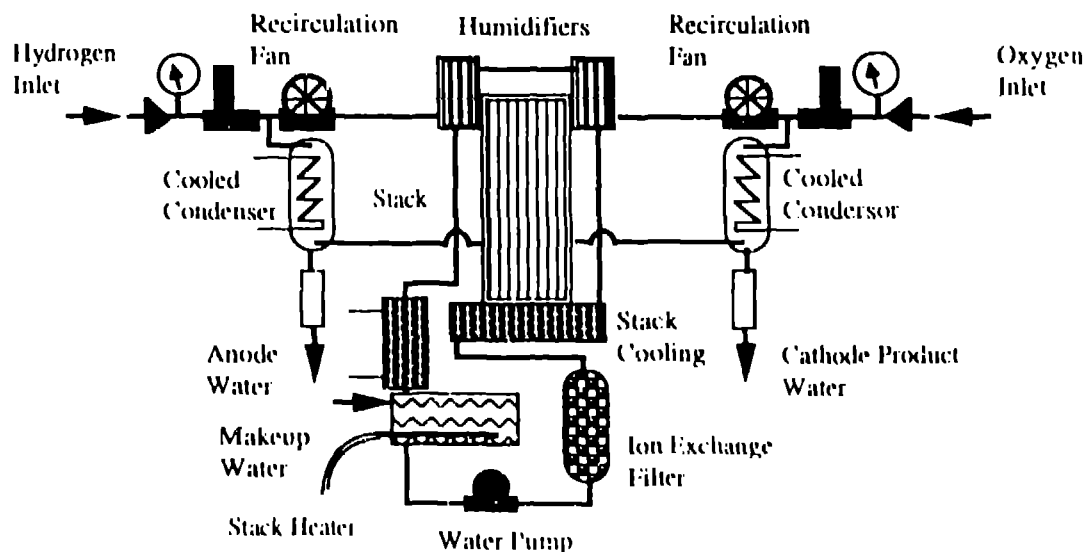 Recirculation
Fan
Humidifiers
Recirculation
Fan
Hydrogen
Inlet
Oxygen
Inlet
Cooled
Condenser
Stack
Cooled
Condersor
Anode
Water
Stack
Cooling
Cathode Product
Water
Makeup
Water
Ion Exchange
Filter
Stack Heater
Water Pump